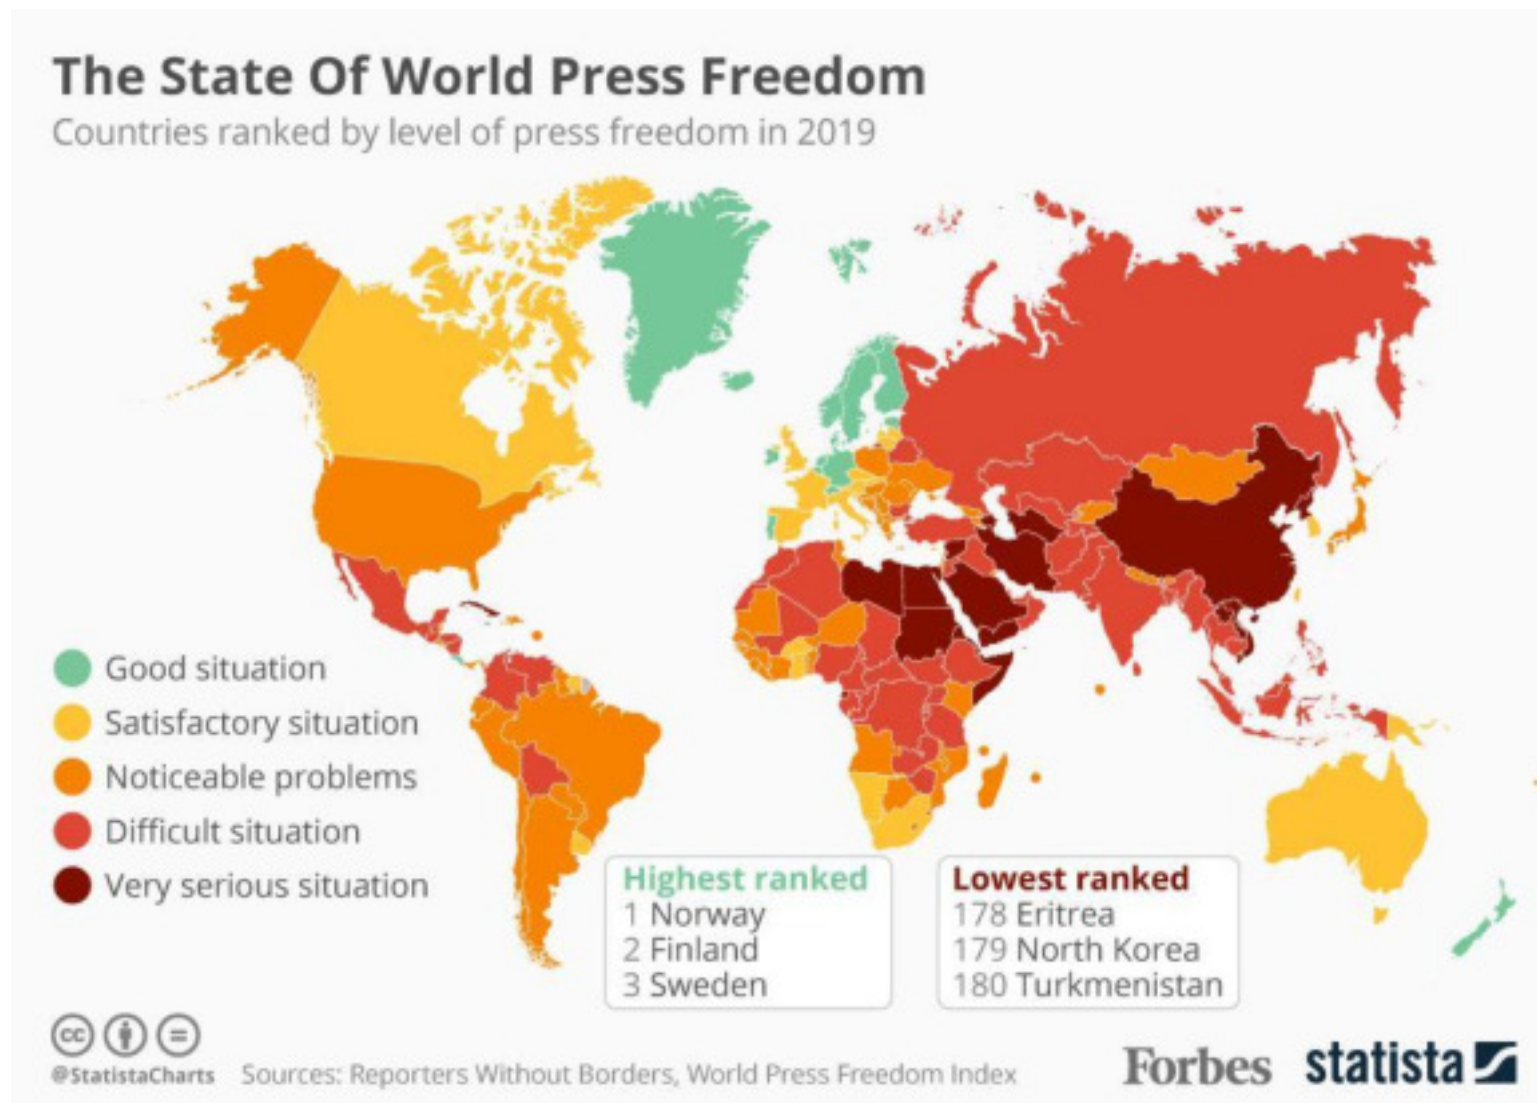 The State Of World Press Freedom
Countries ranked by level of press freedom in 2019
Good situation
Satisfactory situation
Noticeable problems
Difficult situation
Very serious situation
Highest ranked
1 Norway
2 Finland
3 Sweden
Lowest ranked
178 Eritrea
179 North Korea
180 Turkmenistan
cc
@StatistaCharts
Sources: Reporters Without Borders, World Press Freedom Index
Forbes
statista